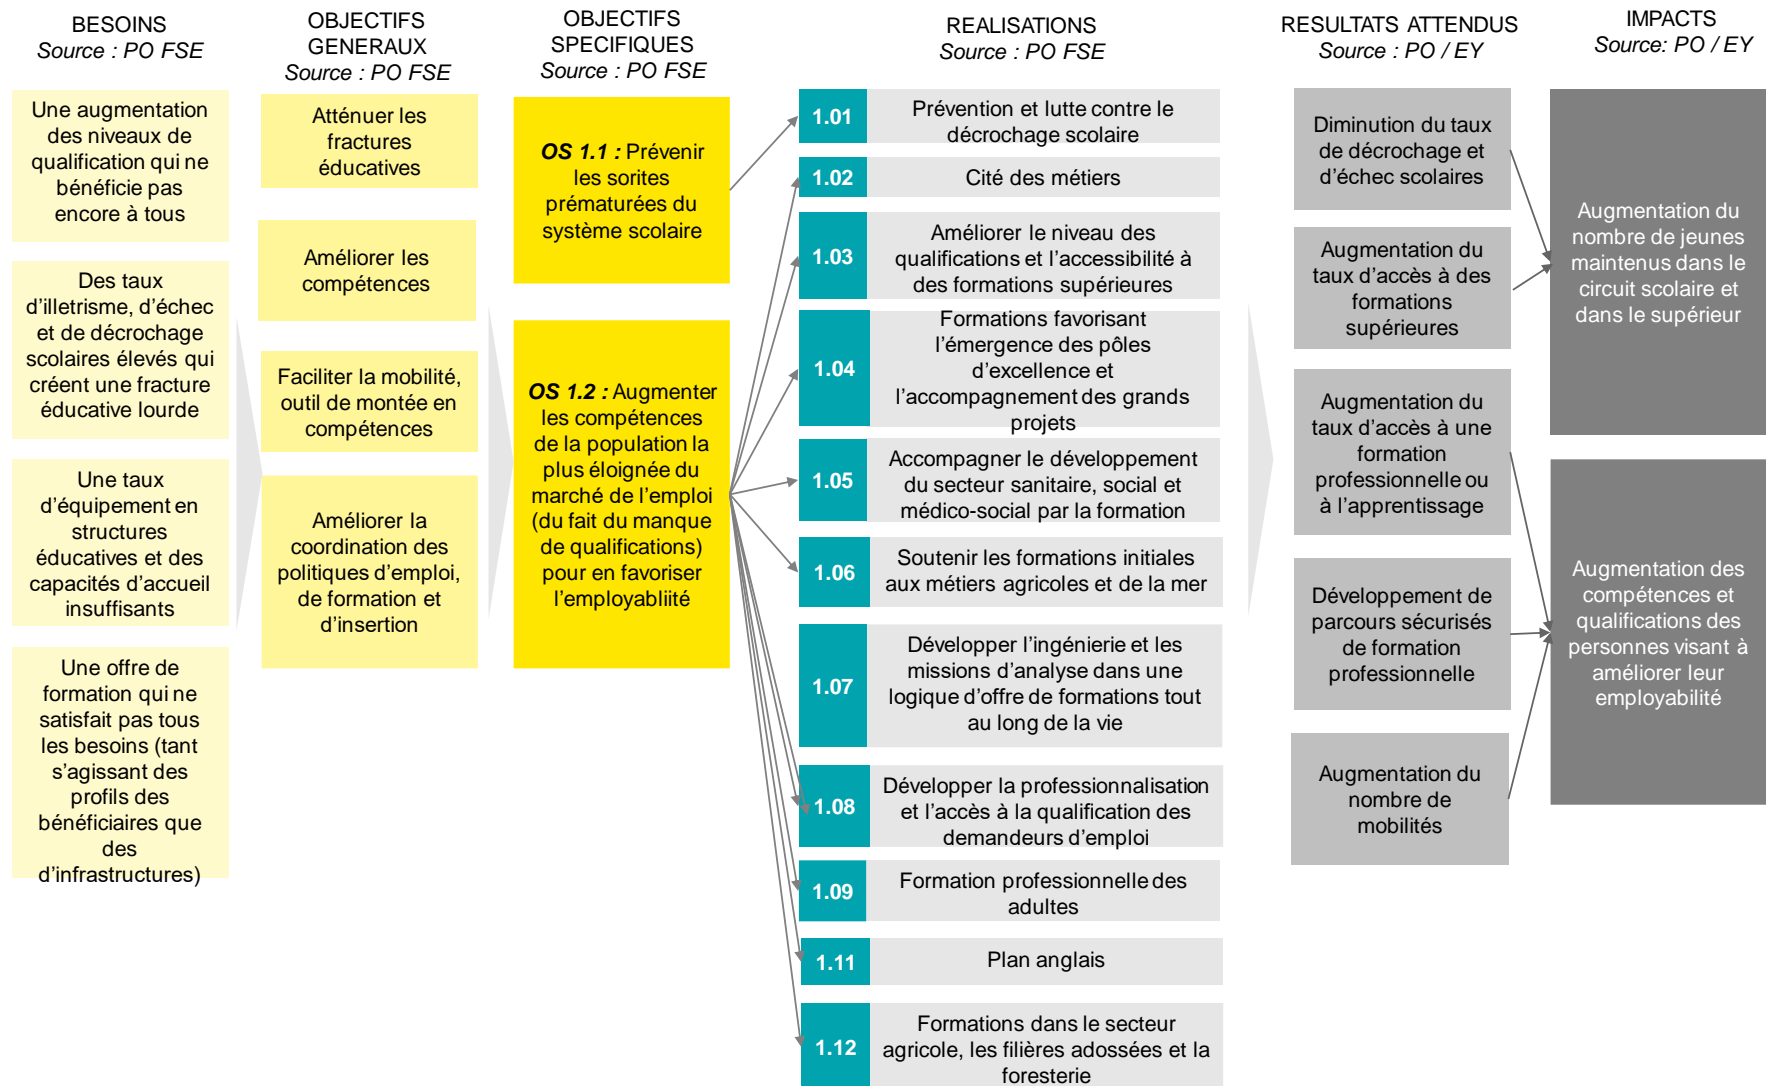 BESOINS
Source : PO FSE
Une augmentation
des niveaux de
qualification qui ne
bénéficie pas
encore à tous
Des taux
d’illetrisme, d’échec
et de décrochage
scolaires élevés qui
créent une fracture
éducative lourde
Une taux
d’équipement en
structures
éducatives et des
capacités d’accueil
insuffisants
Une offre de
formation qui ne
satisfait pas tous
les besoins (tant
s’agissant des
profils des
bénéficiaires que
des
d’infrastructures)
OBJECTIFS
GENERAUX
Source : PO FSE
Atténuer les
fractures
éducatives
Améliorer les
compétences
Faciliter la mobilité,
outil de montée en
compétences
Améliorer la
coordination des
politiques d’emploi,
de formation et
d’insertion
OBJECTIFS
SPECIFIQUES
Source : PO FSE
OS 1.1 : Prévenir
les sorites
prématurées du
système scolaire
OS 1.2 : Augmenter
les compétences
de la population la
plus éloignée du
marché de l’emploi
(du fait du manque
de qualifications)
pour en favoriser
l’employabliité
REALISATIONS
Source : PO FSE
1.01
Prévention et lutte contre le
décrochage scolaire
1.02
Cité des métiers
1.03
Améliorer le niveau des
qualifications et l’accessibilité à
des formations supérieures
1.04
Formations favorisant
l’émergence des pôles
d’excellence et
l’accompagnement des grands
projets
1.05
Accompagner le développement
du secteur sanitaire, social et
médico-social par la formation
1.06
Soutenir les formations initiales
aux métiers agricoles et de la mer
1.07
Développer l’ingénierie et les
missions d’analyse dans une
logique d’offre de formations tout
au long de la vie
1.08
Développer la professionnalisation
et l’accès à la qualification des
demandeurs d’emploi
1.09
Formation professionnelle des
adultes
1.11
Plan anglais
1.12
Formations dans le secteur
agricole, les filières adossées et la
foresterie
RESULTATS ATTENDUS
Source : PO / EY
Diminution du taux
de décrochage et
d’échec scolaires
Augmentation du
taux d’accès à des
formations
supérieures
Augmentation du
taux d’accès à une
formation
professionnelle ou
à l’apprentissage
Développement de
parcours sécurisés
de formation
professionnelle
Augmentation du
nombre de
mobilités
IMPACTS
Source: PO / EY
Augmentation du
nombre de jeunes
maintenus dans le
circuit scolaire et
dans le supérieur
Augmentation des
compétences et
qualifications des
personnes visant à
améliorer leur
employabilité